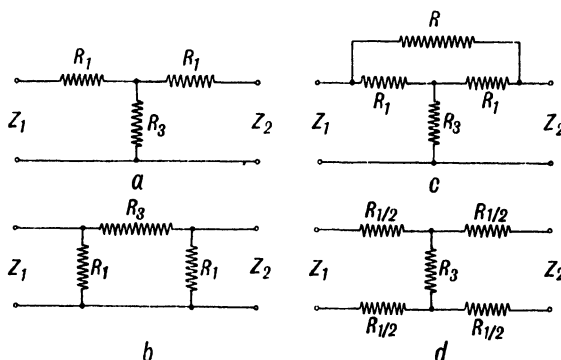 R₁ R₁
Z₁ R₃ Z₂
a
R
R₁ R₁
Z₁ R₃ Z₂
c
R₃
Z₁ R₁ R₁ Z₂
b
R₁/₂ R₁/₂
Z₁ R₃ Z₂
R₁/₂ R₁/₂
d